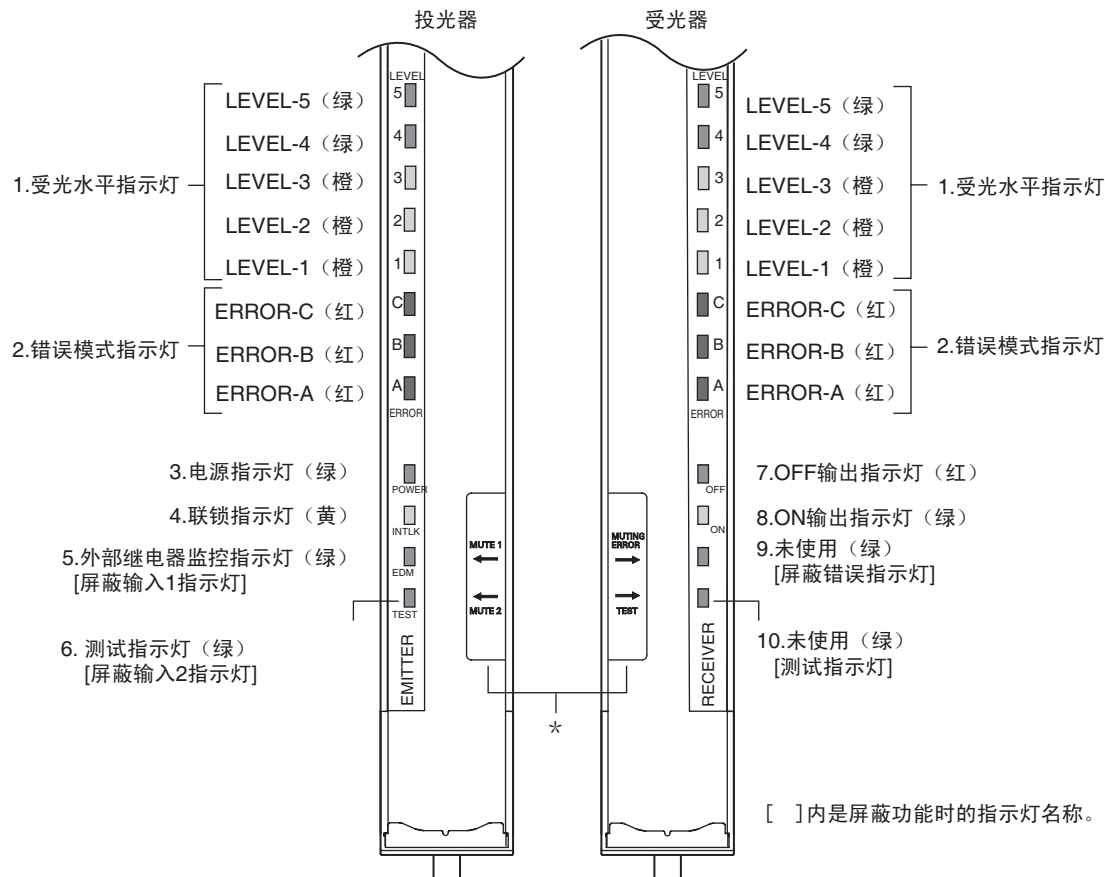 投光器
受光器
LEVEL
5
4
3
2
1
C
B
A
ERROR
LEVEL-5（绿）
LEVEL-4（绿）
LEVEL-3（橙）
LEVEL-2（橙）
LEVEL-1（橙）
1.受光水平指示灯
ERROR-C（红）
ERROR-B（红）
ERROR-A（红）
2.错误模式指示灯
3.电源指示灯（绿）
POWER
4.联锁指示灯（黄）
INTLK
5.外部继电器监控指示灯（绿）
[屏蔽输入1指示灯]
EDM
6. 测试指示灯（绿）
[屏蔽输入2指示灯]
TEST
EMITTER
MUTE 1
←
←
MUTE 2
LEVEL
5
4
3
2
1
C
B
A
ERROR
LEVEL-5（绿）
LEVEL-4（绿）
LEVEL-3（橙）
LEVEL-2（橙）
LEVEL-1（橙）
1.受光水平指示灯
ERROR-C（红）
ERROR-B（红）
ERROR-A（红）
2.错误模式指示灯
OFF
7.OFF输出指示灯（红）
ON
8.ON输出指示灯（绿）
9.未使用（绿）
[屏蔽错误指示灯]
10.未使用（绿）
[测试指示灯]
RECEIVER
MUTING
ERROR
→
→
TEST
*
[　]内是屏蔽功能时的指示灯名称。